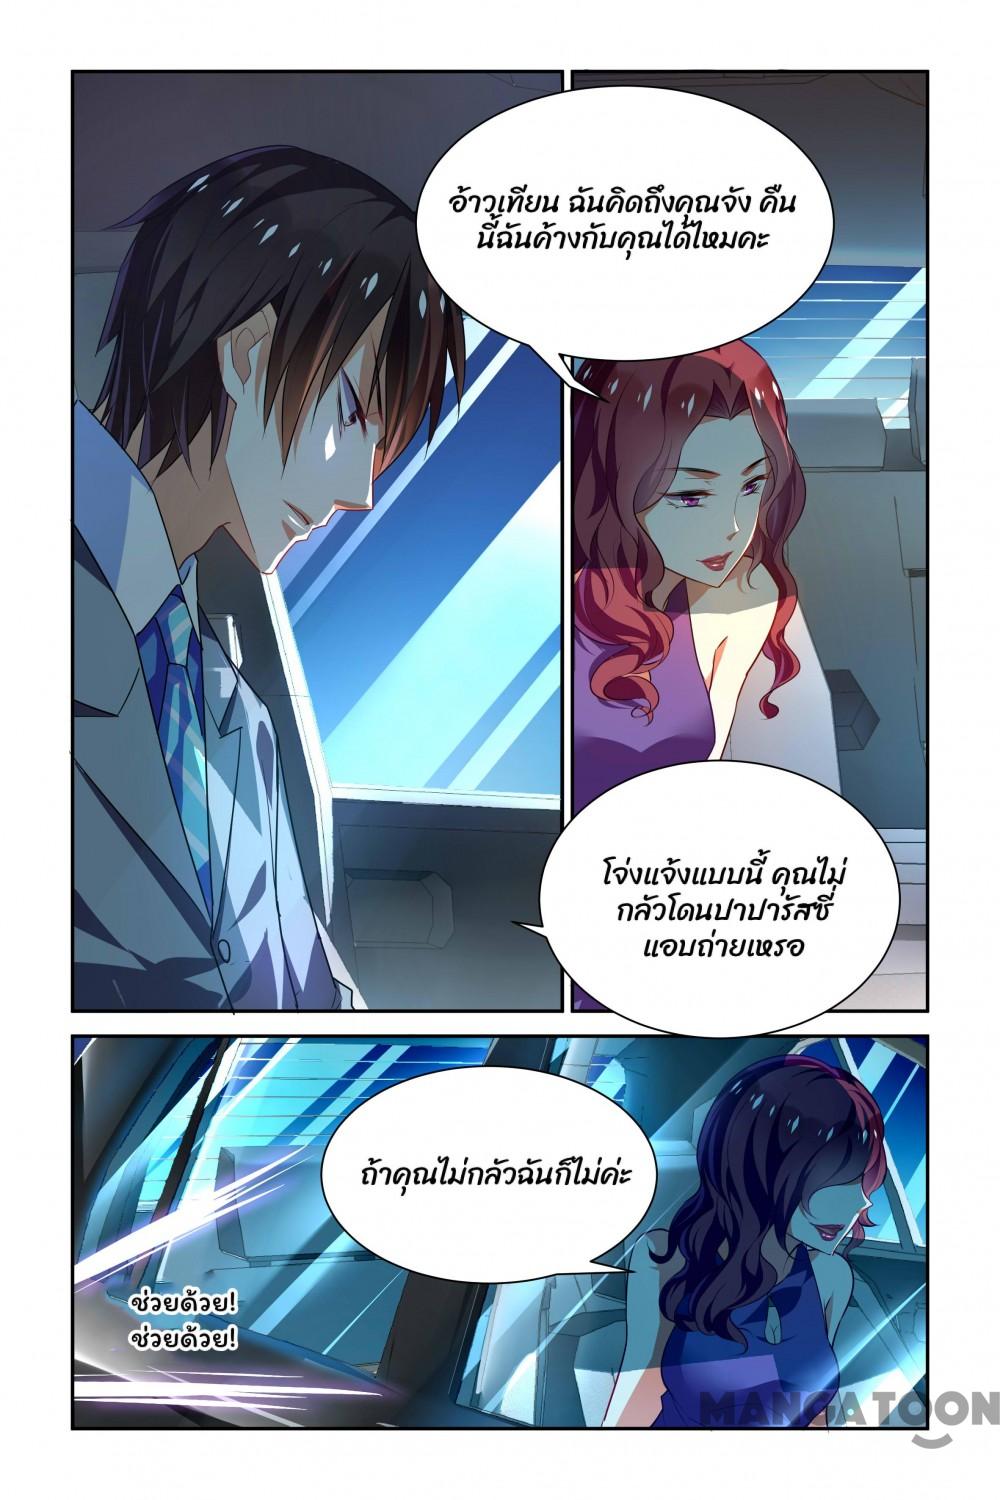 อ้าวเทียน ฉันคิดถึงคุณจัง คืน
นี้ฉันค้างกับคุณได้ไหมคะ
โจ่งแจ้งแบบนี้ คุณไม่
กลัวโดนปาปารัสซี่
แอบถ่ายเหรอ
ถ้าคุณไม่กลัวฉันก็ไม่ค่ะ
ช่วยด้วย!
ช่วยด้วย!
MANGATOON